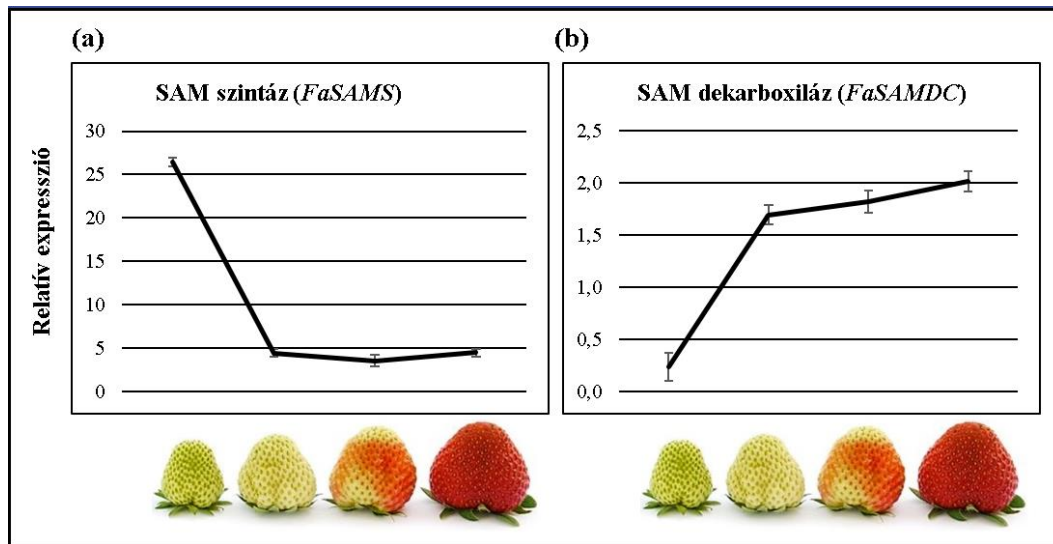 (a)
SAM szintáz (FaSAMS)
Relatív expresszió
30
25
20
15
10
5
0
(b)
SAM dekarboxiláz (FaSAMDC)
2,5
2,0
1,5
1,0
0,5
0,0